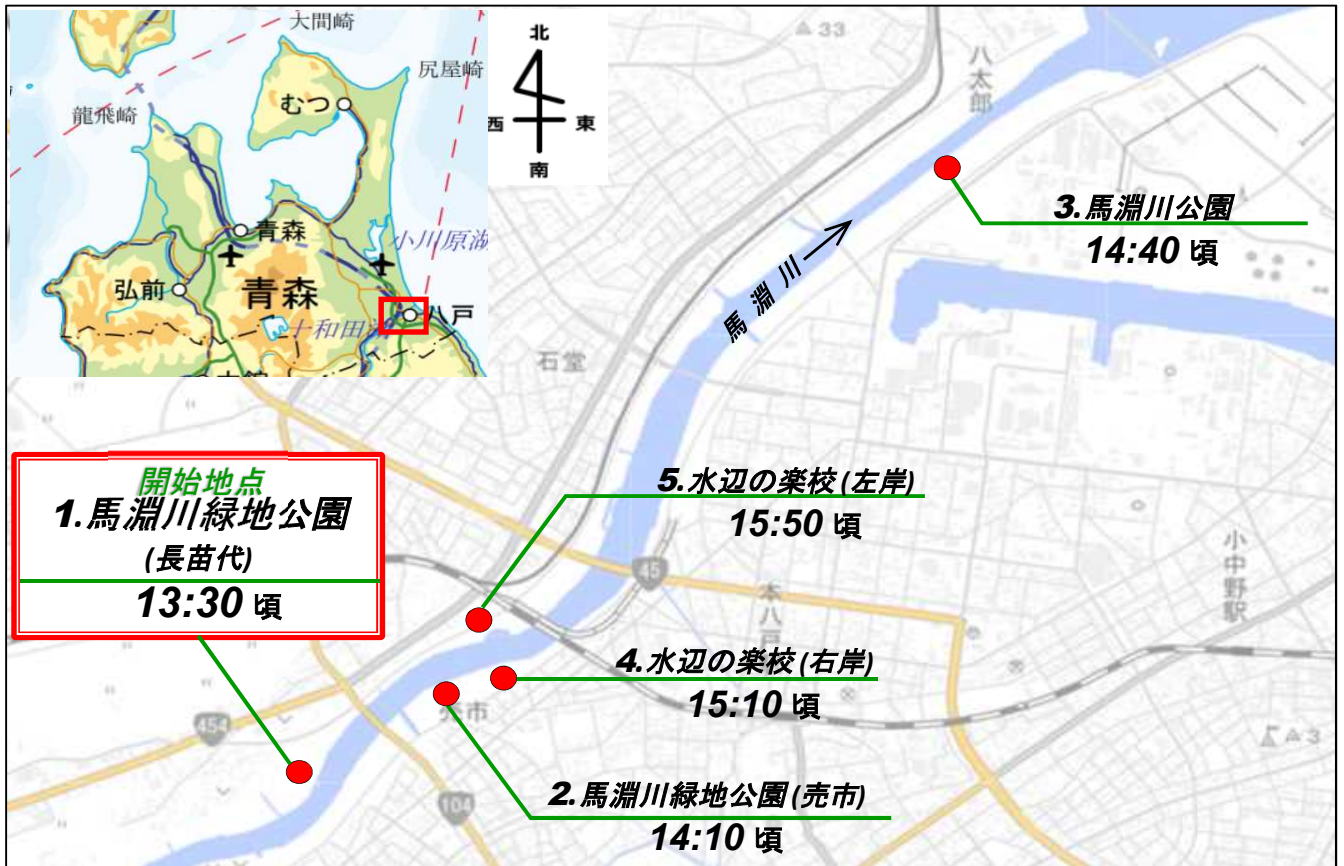 大間崎
尻屋崎
龍飛崎
むつ
青森
小川原湖
弘前
青森
八戸
十和田湖
北
西
東
南
33
八太郎
3.馬淵川公園
14:40 頃
馬淵川
石堂
開始地点
1.馬淵川緑地公園
(長苗代)
13:30 頃
5.水辺の楽校(左岸)
15:50 頃
45
本八戸
小中野駅
4.水辺の楽校(右岸)
15:10 頃
売市
454
104
3
2.馬淵川緑地公園(売市)
14:10 頃